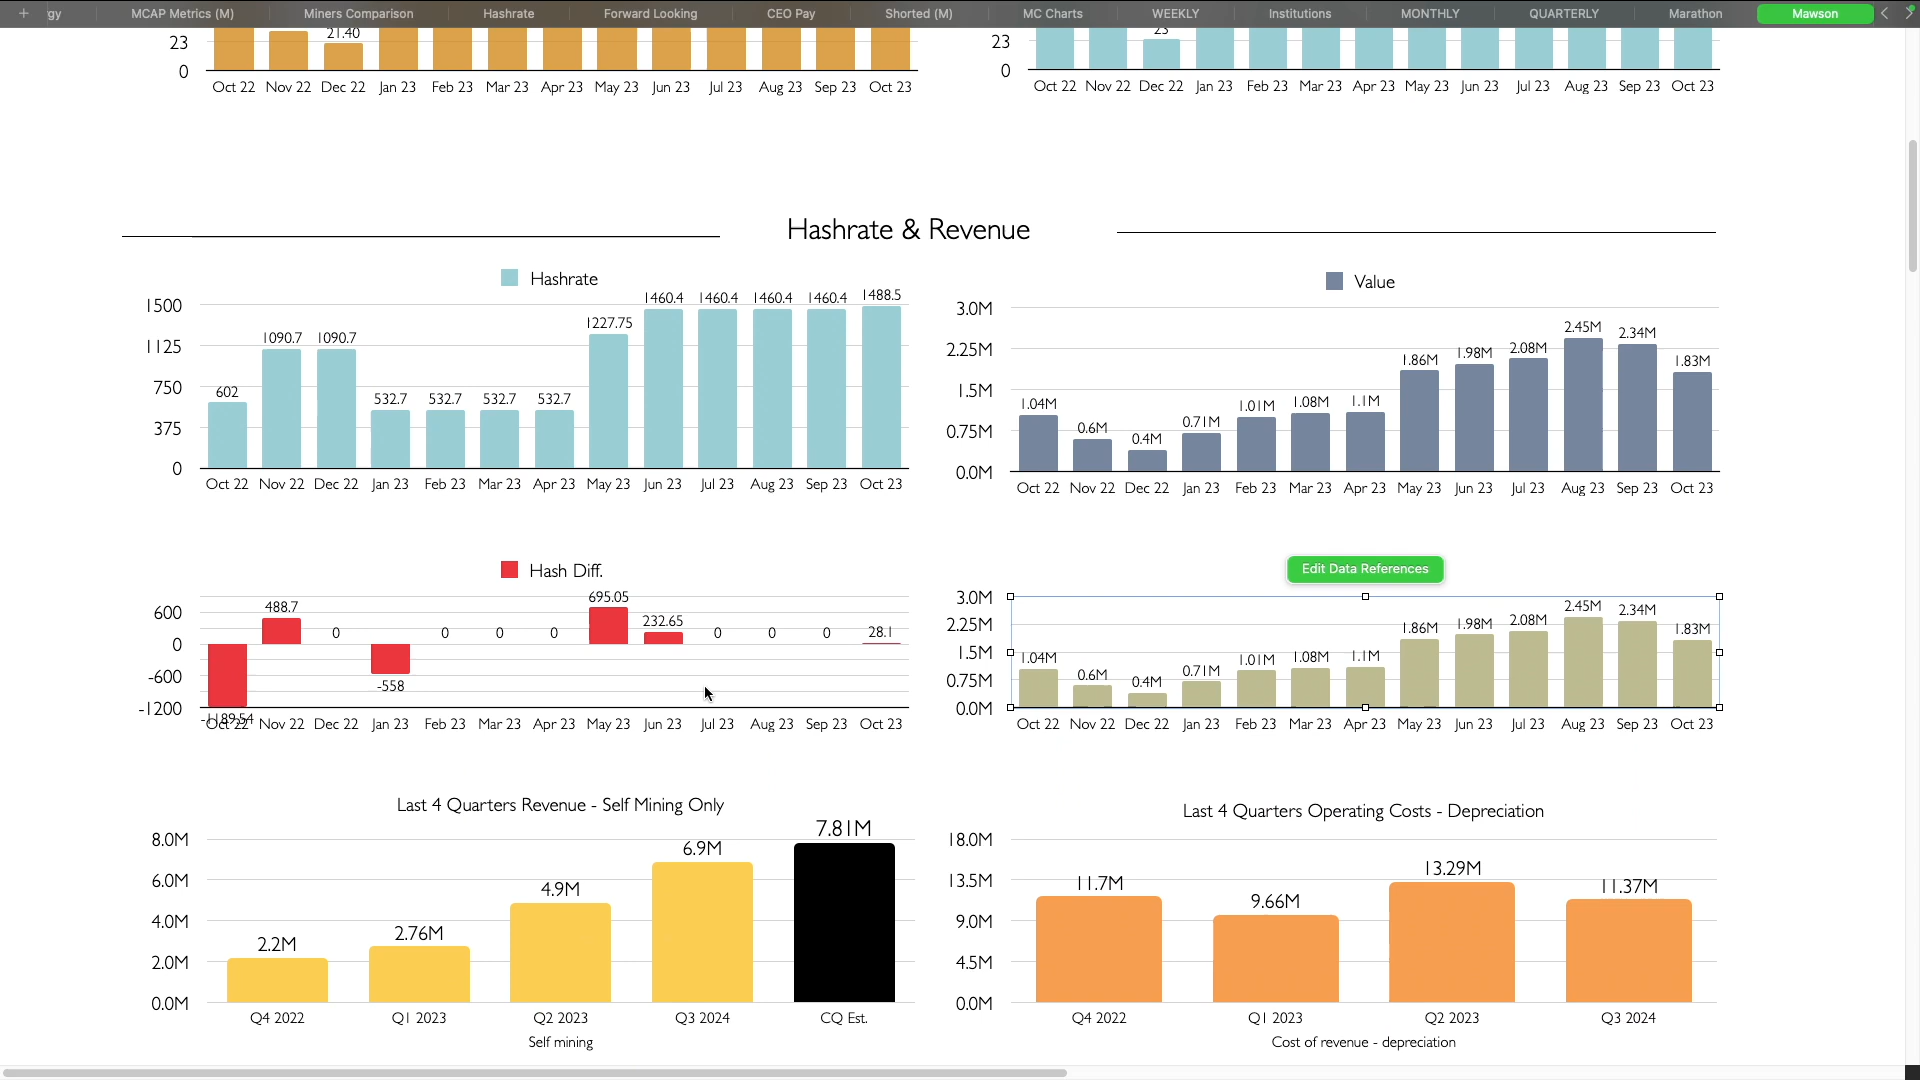 + gy MCAP Metrics (M) Miners Comparison Hashrate Forward Looking CEO Pay Shorted (M) MC Charts WEEKLY Institutions MONTHLY QUARTERLY Marathon Mawson
21.40
23
0
Oct 22 Nov 22 Dec 22 Jan 23 Feb 23 Mar 23 Apr 23 May 23 Jun 23 Jul 23 Aug 23 Sep 23 Oct 23
23
23
0
Oct 22 Nov 22 Dec 22 Jan 23 Feb 23 Mar 23 Apr 23 May 23 Jun 23 Jul 23 Aug 23 Sep 23 Oct 23
Hashrate & Revenue
Hashrate
1500
1125
750
375
0
602 1090.7 1090.7 532.7 532.7 532.7 532.7 1227.75 1460.4 1460.4 1460.4 1460.4 1488.5
Oct 22 Nov 22 Dec 22 Jan 23 Feb 23 Mar 23 Apr 23 May 23 Jun 23 Jul 23 Aug 23 Sep 23 Oct 23
Value
3.0M
2.25M
1.5M
0.75M
0.0M
1.04M 0.6M 0.4M 0.71M 1.01M 1.08M 1.1M 1.86M 1.98M 2.08M 2.45M 2.34M 1.83M
Oct 22 Nov 22 Dec 22 Jan 23 Feb 23 Mar 23 Apr 23 May 23 Jun 23 Jul 23 Aug 23 Sep 23 Oct 23
Hash Diff.
600
0
-600
-1200
-1189.54 488.7 0 -558 0 0 0 695.05 232.65 0 0 0 28.1
Oct 22 Nov 22 Dec 22 Jan 23 Feb 23 Mar 23 Apr 23 May 23 Jun 23 Jul 23 Aug 23 Sep 23 Oct 23
Edit Data References
3.0M
2.25M
1.5M
0.75M
0.0M
1.04M 0.6M 0.4M 0.71M 1.01M 1.08M 1.1M 1.86M 1.98M 2.08M 2.45M 2.34M 1.83M
Oct 22 Nov 22 Dec 22 Jan 23 Feb 23 Mar 23 Apr 23 May 23 Jun 23 Jul 23 Aug 23 Sep 23 Oct 23
Last 4 Quarters Revenue - Self Mining Only
8.0M
6.0M
4.0M
2.0M
0.0M
2.2M 2.76M 4.9M 6.9M 7.81M
Q4 2022 Q1 2023 Q2 2023 Q3 2024 CQ Est.
Self mining
Last 4 Quarters Operating Costs - Depreciation
18.0M
13.5M
9.0M
4.5M
0.0M
11.7M 9.66M 13.29M 11.37M
Q4 2022 Q1 2023 Q2 2023 Q3 2024
Cost of revenue - depreciation